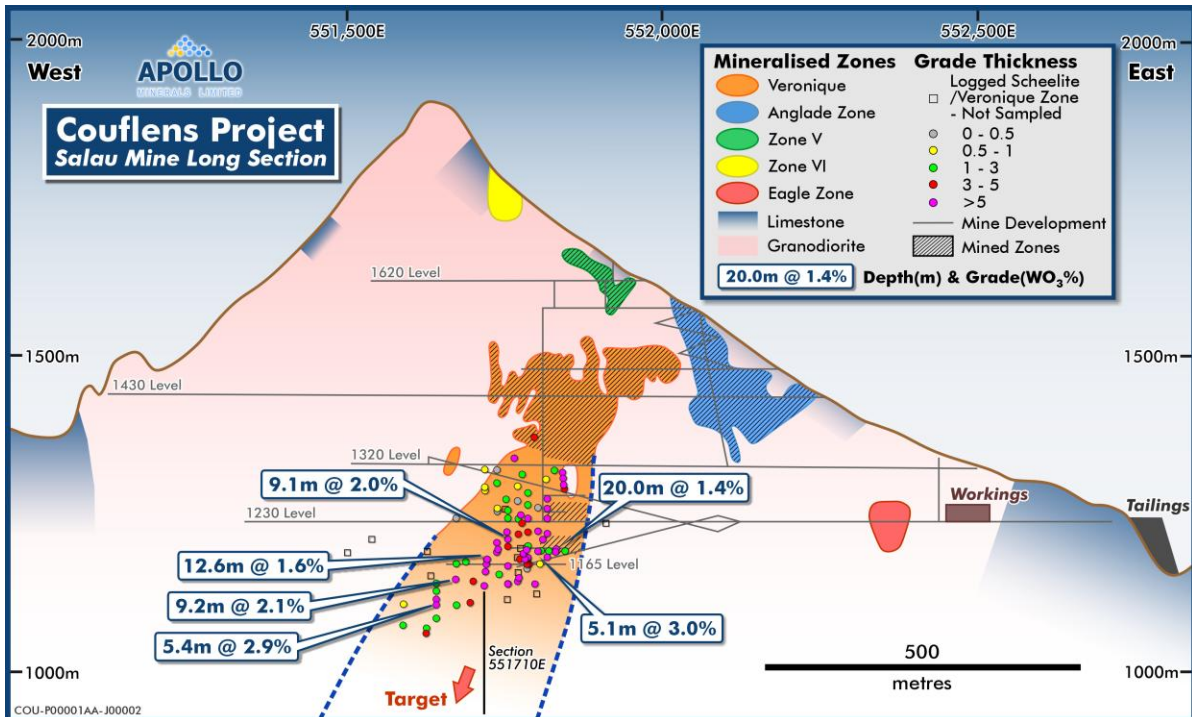 551,500E
552,000E
552,500E
2000m
2000m
West
East
APOLLO
MINERALS LIMITED
Couflens Project
Salau Mine Long Section
Mineralised Zones
Veronique
Anglade Zone
Zone V
Zone VI
Eagle Zone
Limestone
Granodiorite
Grade Thickness
Logged Scheelite
/Veronique Zone
- Not Sampled
0 - 0.5
0.5 - 1
1 - 3
3 - 5
>5
Mine Development
Mined Zones
20.0m @ 1.4%
Depth(m) & Grade(WO₃%)
1620 Level
1500m
1500m
1430 Level
1320 Level
9.1m @ 2.0%
20.0m @ 1.4%
Workings
Tailings
1230 Level
12.6m @ 1.6%
1165 Level
9.2m @ 2.1%
5.1m @ 3.0%
5.4m @ 2.9%
Section
551710E
500
metres
1000m
1000m
Target
COU-P00001AA-J00002